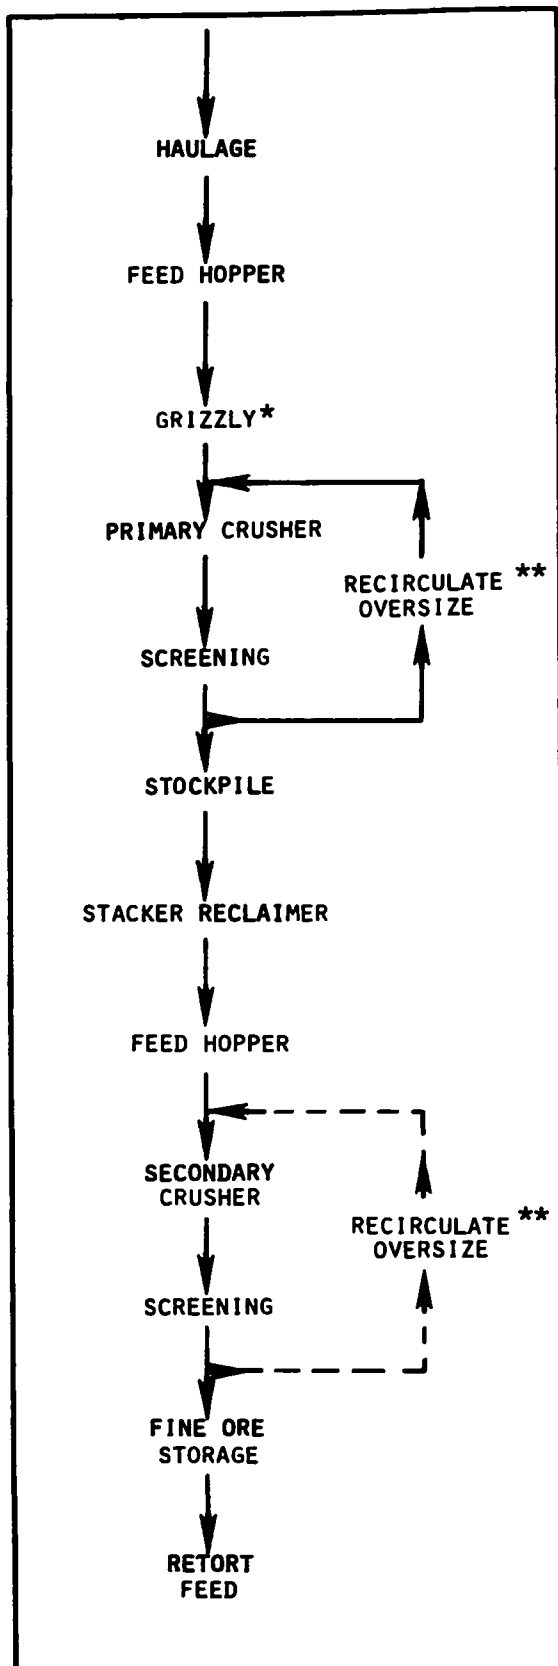 HAULAGE
FEED HOPPER
GRIZZLY*
PRIMARY CRUSHER
RECIRCULATE **
OVERSIZE
SCREENING
STOCKPILE
STACKER RECLAIMER
FEED HOPPER
SECONDARY
CRUSHER
RECIRCULATE **
OVERSIZE
SCREENING
FINE ORE
STORAGE
RETORT
FEED